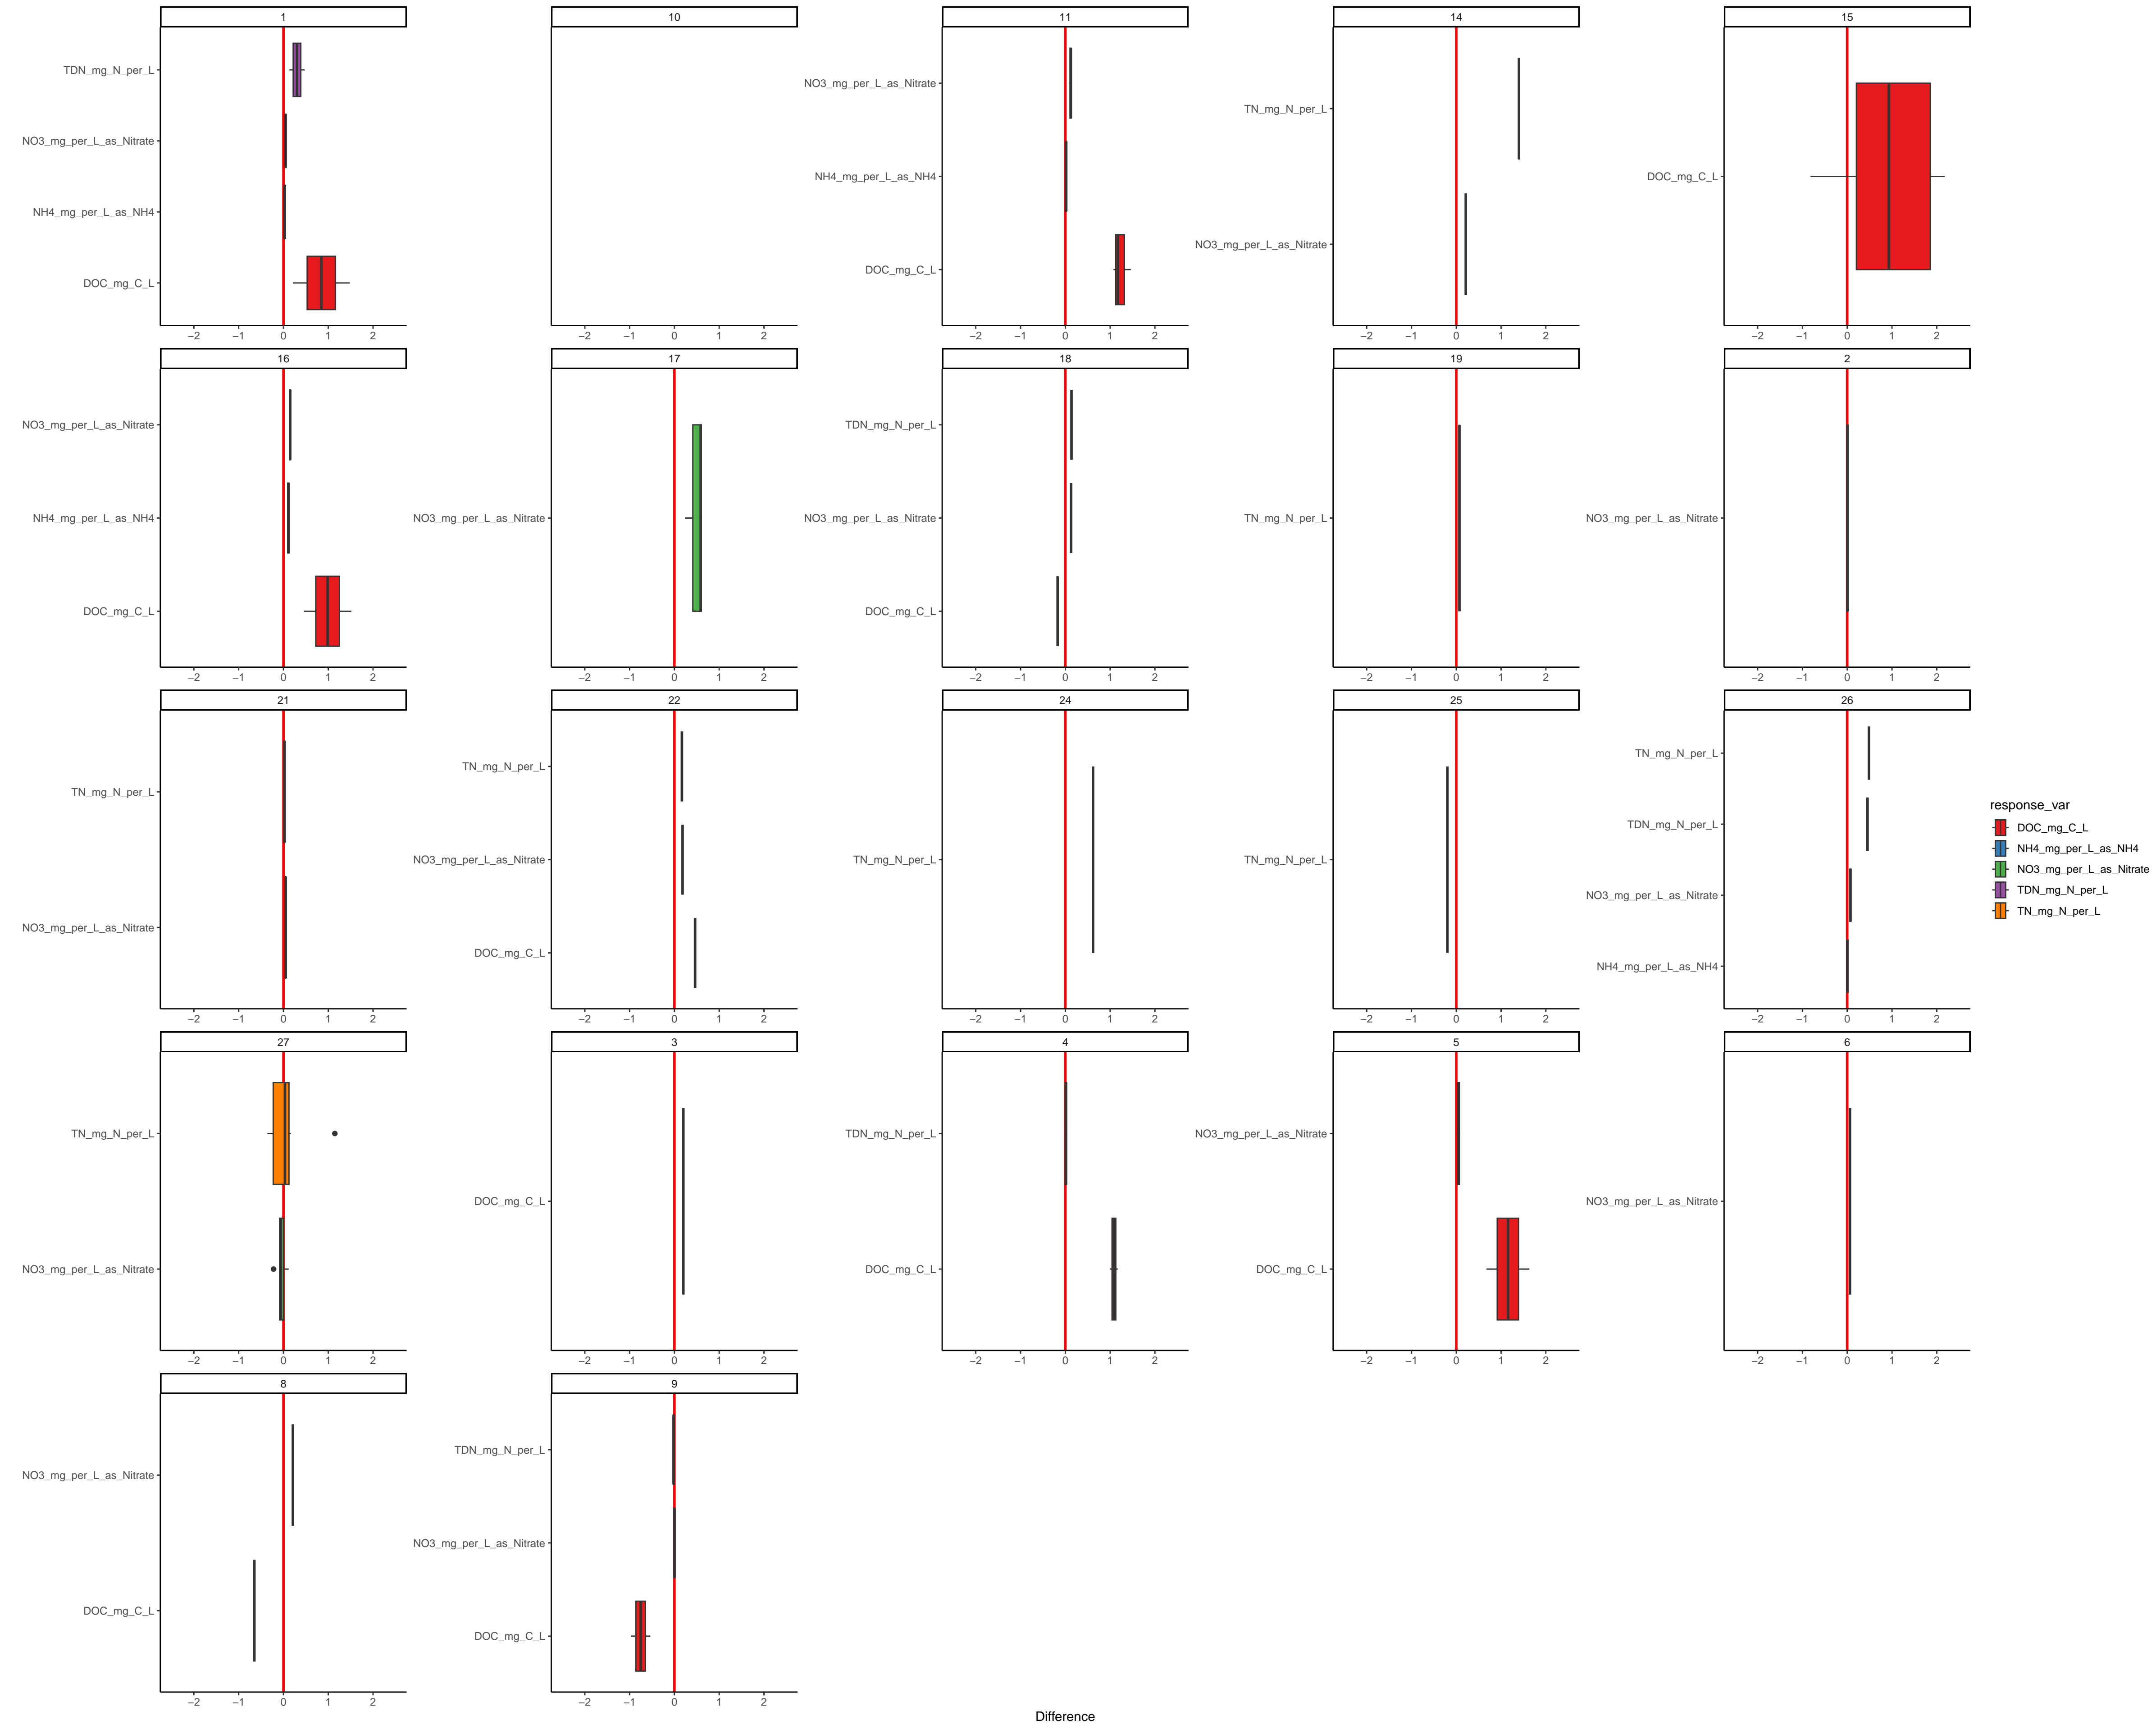 1
10
11
14
15
TDN_mg_N_per_L
NO3_mg_per_L_as_Nitrate
NH4_mg_per_L_as_NH4
DOC_mg_C_L
NO3_mg_per_L_as_Nitrate
NH4_mg_per_L_as_NH4
DOC_mg_C_L
TN_mg_N_per_L
NO3_mg_per_L_as_Nitrate
DOC_mg_C_L
−2 −1 0 1 2
−2 −1 0 1 2
−2 −1 0 1 2
−2 −1 0 1 2
−2 −1 0 1 2
16
17
18
19
2
NO3_mg_per_L_as_Nitrate
NH4_mg_per_L_as_NH4
DOC_mg_C_L
NO3_mg_per_L_as_Nitrate
TDN_mg_N_per_L
NO3_mg_per_L_as_Nitrate
DOC_mg_C_L
TN_mg_N_per_L
NO3_mg_per_L_as_Nitrate
−2 −1 0 1 2
−2 −1 0 1 2
−2 −1 0 1 2
−2 −1 0 1 2
−2 −1 0 1 2
21
22
24
25
26
TN_mg_N_per_L
NO3_mg_per_L_as_Nitrate
TN_mg_N_per_L
NO3_mg_per_L_as_Nitrate
DOC_mg_C_L
TN_mg_N_per_L
TN_mg_N_per_L
TN_mg_N_per_L
TDN_mg_N_per_L
NO3_mg_per_L_as_Nitrate
NH4_mg_per_L_as_NH4
−2 −1 0 1 2
−2 −1 0 1 2
−2 −1 0 1 2
−2 −1 0 1 2
−2 −1 0 1 2
response_var
DOC_mg_C_L
NH4_mg_per_L_as_NH4
NO3_mg_per_L_as_Nitrate
TDN_mg_N_per_L
TN_mg_N_per_L
27
3
4
5
6
TN_mg_N_per_L
NO3_mg_per_L_as_Nitrate
DOC_mg_C_L
TDN_mg_N_per_L
DOC_mg_C_L
NO3_mg_per_L_as_Nitrate
DOC_mg_C_L
NO3_mg_per_L_as_Nitrate
−2 −1 0 1 2
−2 −1 0 1 2
−2 −1 0 1 2
−2 −1 0 1 2
−2 −1 0 1 2
8
9
NO3_mg_per_L_as_Nitrate
DOC_mg_C_L
TDN_mg_N_per_L
NO3_mg_per_L_as_Nitrate
DOC_mg_C_L
−2 −1 0 1 2
−2 −1 0 1 2
Difference